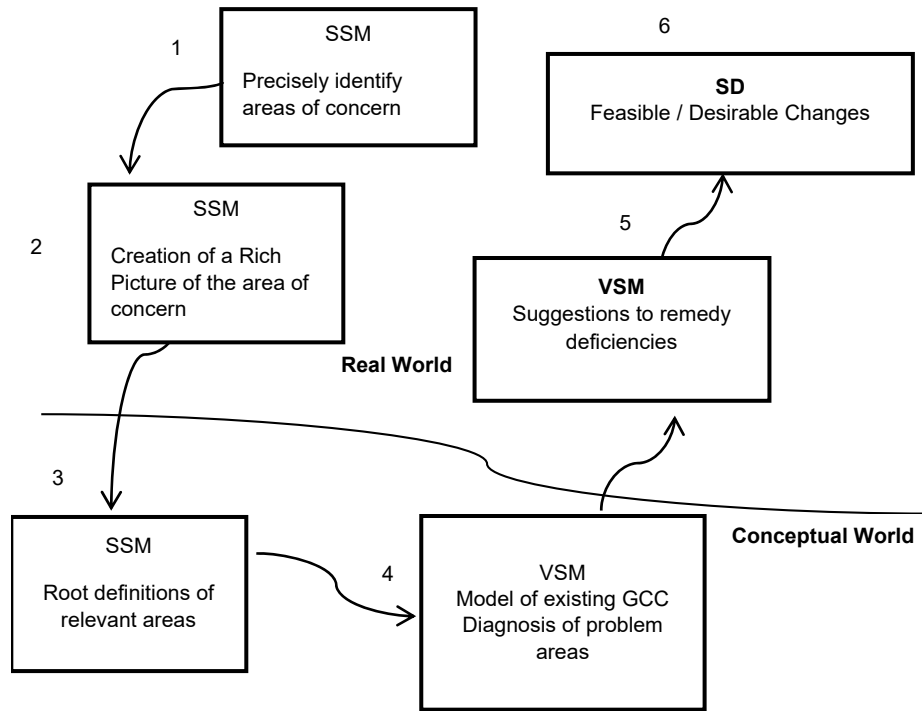 1
SSM
Precisely identify
areas of concern
2
SSM
Creation of a Rich
Picture of the area of
concern
3
SSM
Root definitions of
relevant areas
4
VSM
Model of existing GCC
Diagnosis of problem
areas
Real World
Conceptual World
5
VSM
Suggestions to remedy
deficiencies
6
SD
Feasible / Desirable Changes